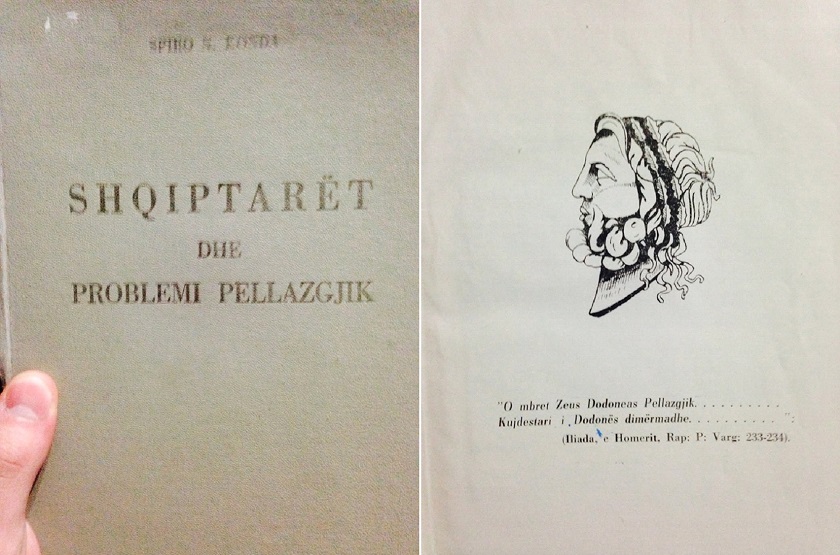 SPIRO N. KONDA
SHQIPTARËT
DHE
PROBLEMI PELLAZGJIK
"O mbret Zeus Dodoneas Pellazgjik. . . . . . . . . .
Kujdestari i Dodonës dimërmadhe. . . . . . . . . . ":
(Iliada, e Homerit, Rap: P: Varg: 233-234).